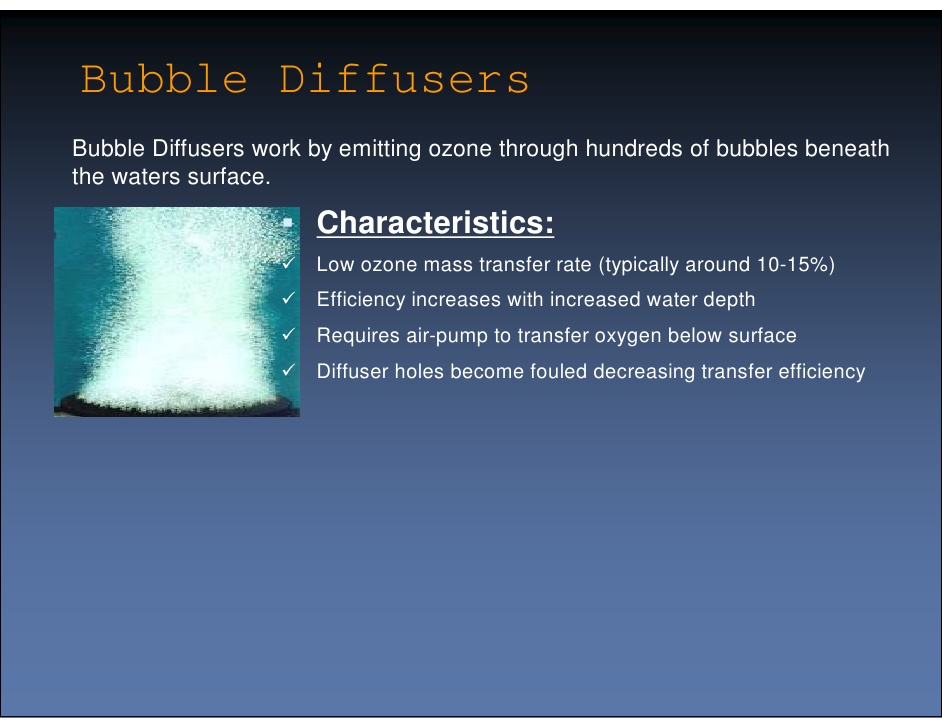 Bubble Diffusers
Bubble Diffusers work by emitting ozone through hundreds of bubbles beneath
the waters surface.
▪ Characteristics:
✓ Low ozone mass transfer rate (typically around 10-15%)
✓ Efficiency increases with increased water depth
✓ Requires air-pump to transfer oxygen below surface
✓ Diffuser holes become fouled decreasing transfer efficiency